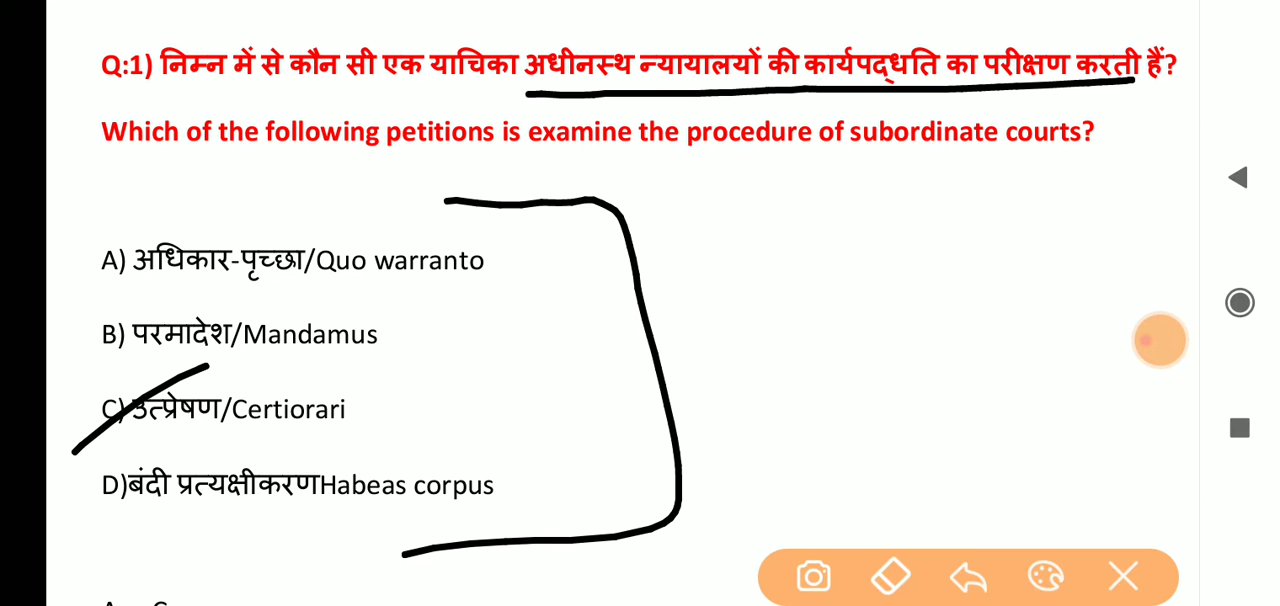 Q:1) निम्न में से कौन सी एक याचिका अधीनस्थ न्यायालयों की कार्यपद्धति का परीक्षण करती हैं?
Which of the following petitions is examine the procedure of subordinate courts?
A) अधिकार-पृच्छा/Quo warranto
B) परमादेश/Mandamus
C) उत्प्रेषण/Certiorari
D)बंदी प्रत्यक्षीकरणHabeas corpus